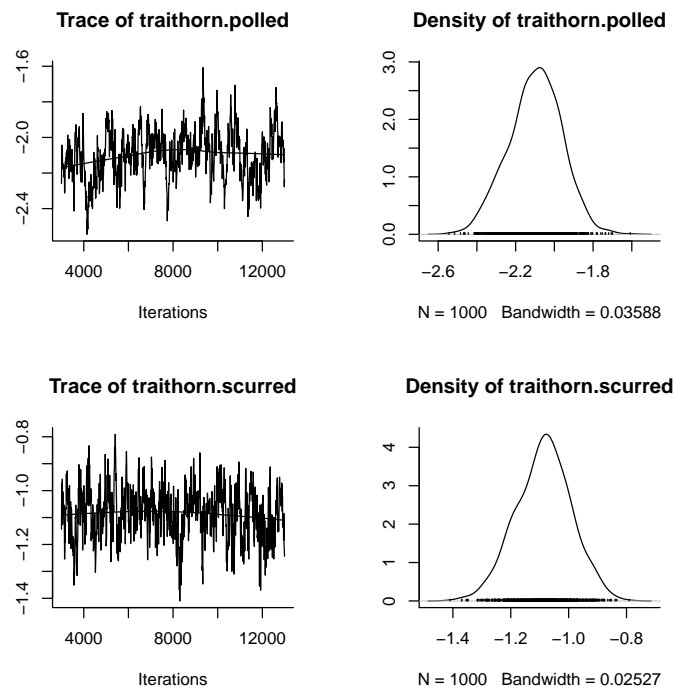 Trace of traithorn.polled
−1.6
−2.0
−2.4
4000 8000 12000
Iterations
Density of traithorn.polled
3.0
2.0
1.0
0.0
−2.6 −2.2 −1.8
N = 1000 Bandwidth = 0.03588
Trace of traithorn.scurred
−0.8
−1.0
−1.2
−1.4
4000 8000 12000
Iterations
Density of traithorn.scurred
4
3
2
1
0
−1.4 −1.2 −1.0 −0.8
N = 1000 Bandwidth = 0.02527